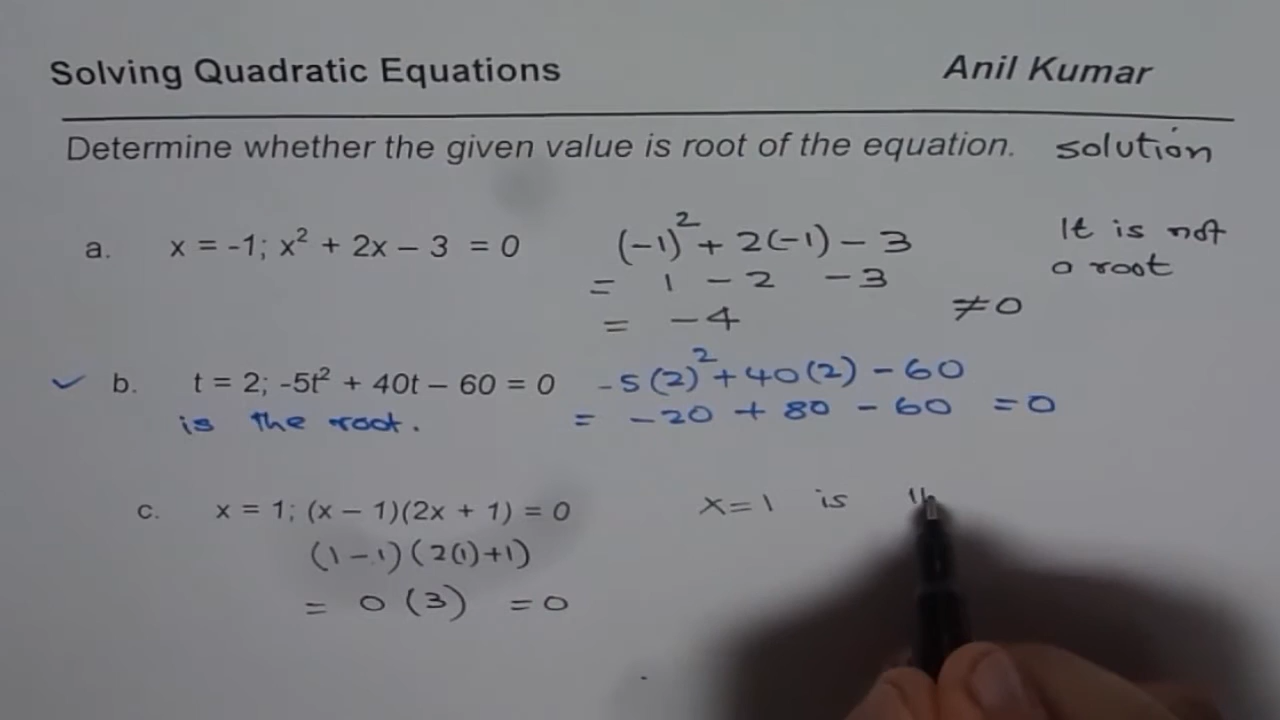 Solving Quadratic Equations Anil Kumar
Determine whether the given value is root of the equation. solution
a. x = -1; x² + 2x – 3 = 0 (-1)² + 2(-1) - 3 It is not
= 1 - 2 - 3 a root
= -4 ≠0
b. t = 2; -5t² + 40t – 60 = 0 -5(2)² + 40(2) - 60
is the root. = -20 + 80 - 60 = 0
c. x = 1; (x – 1)(2x + 1) = 0 x = 1 is
(1-1)(2(1)+1)
= 0 (3) = 0